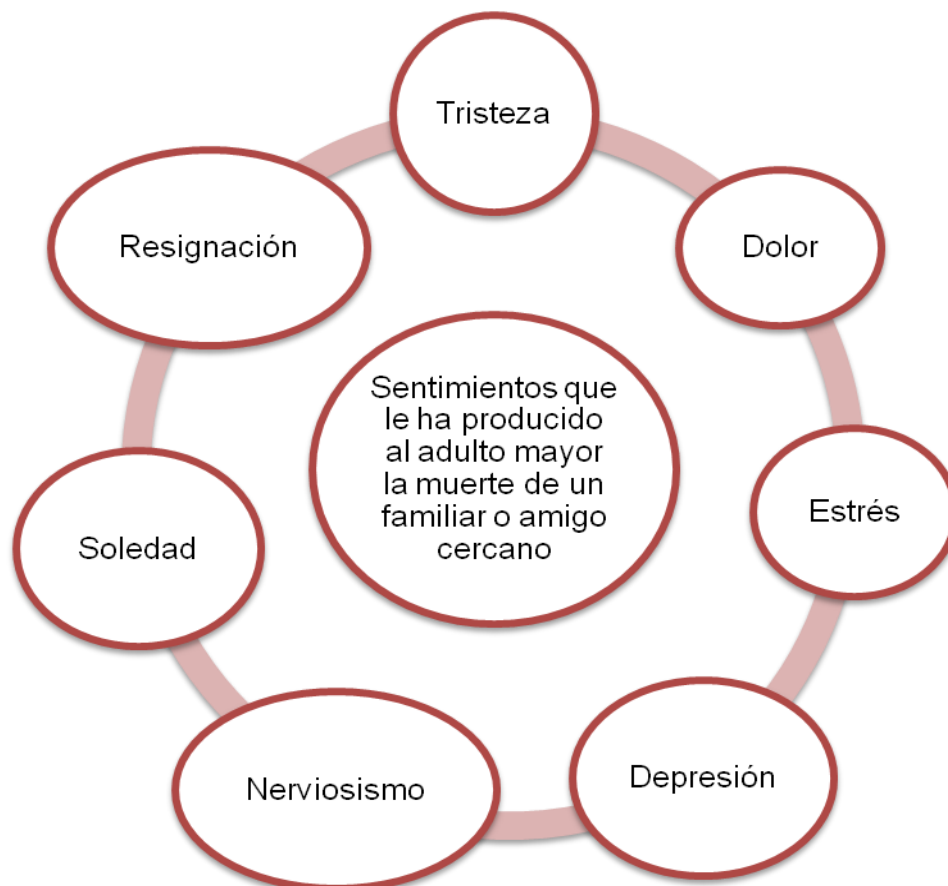 Tristeza
Dolor
Estrés
Depresión
Nerviosismo
Soledad
Resignación
Sentimientos que
le ha producido
al adulto mayor
la muerte de un
familiar o amigo
cercano